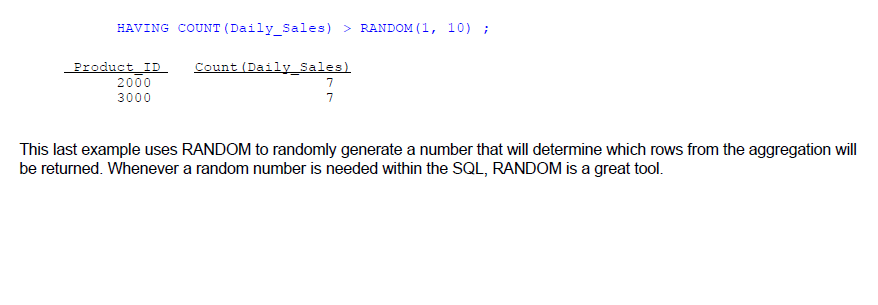 HAVING COUNT(Daily_Sales) > RANDOM(1, 10) ;
Product_ID Count(Daily_Sales)
2000 7
3000 7
This last example uses RANDOM to randomly generate a number that will determine which rows from the aggregation will
be returned. Whenever a random number is needed within the SQL, RANDOM is a great tool.